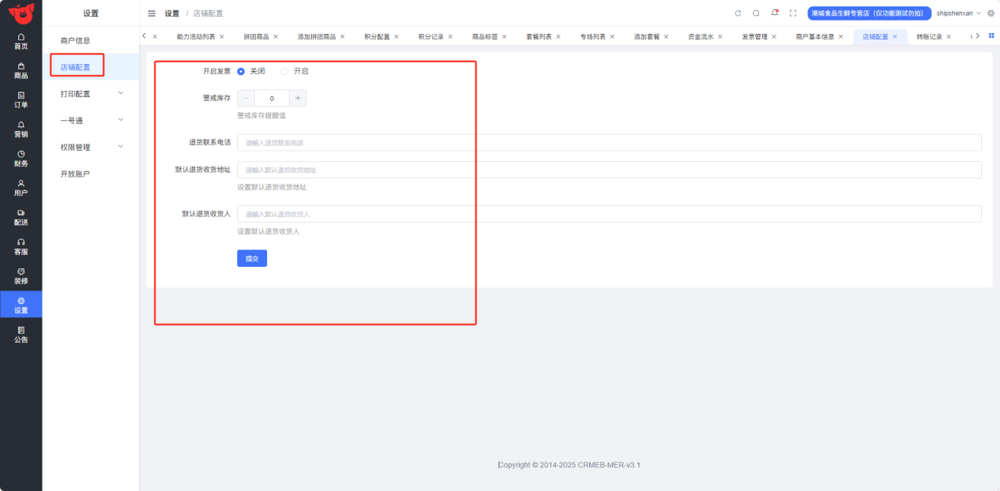 设置
设置 / 店铺配置
港城食品生鲜专营店（仅功能测试勿拍）
shipshenxan
助力活动列表
拼团商品
添加拼团商品
积分配置
积分记录
商品标签
套餐列表
专场列表
添加套餐
资金流水
发票管理
商户基本信息
店铺配置
转账记录
首页
商品
订单
营销
财务
用户
配送
客服
装修
设置
公告
商户信息
店铺配置
打印配置
一号通
权限管理
开放账户
开启发票 关闭 开启
警戒库存 − 0 +
警戒库存提醒值
退货联系电话 请输入退货联系电话
默认退货收货地址 请输入默认退货收货地址
设置默认退货收货地址
默认退货收货人 请输入默认退货收货人
设置默认退货收货人
提交
Copyright © 2014-2025 CRMEB-MER-v3.1